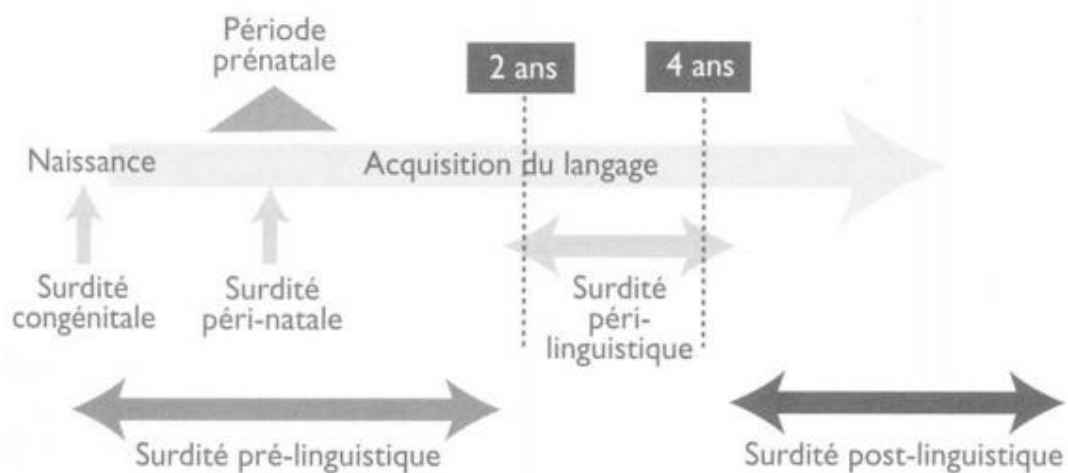 Période
prénatale
2 ans
4 ans
Naissance
Acquisition du langage
Surdité
congénitale
Surdité
péri-natale
Surdité
péri-
linguistique
Surdité pré-linguistique
Surdité post-linguistique